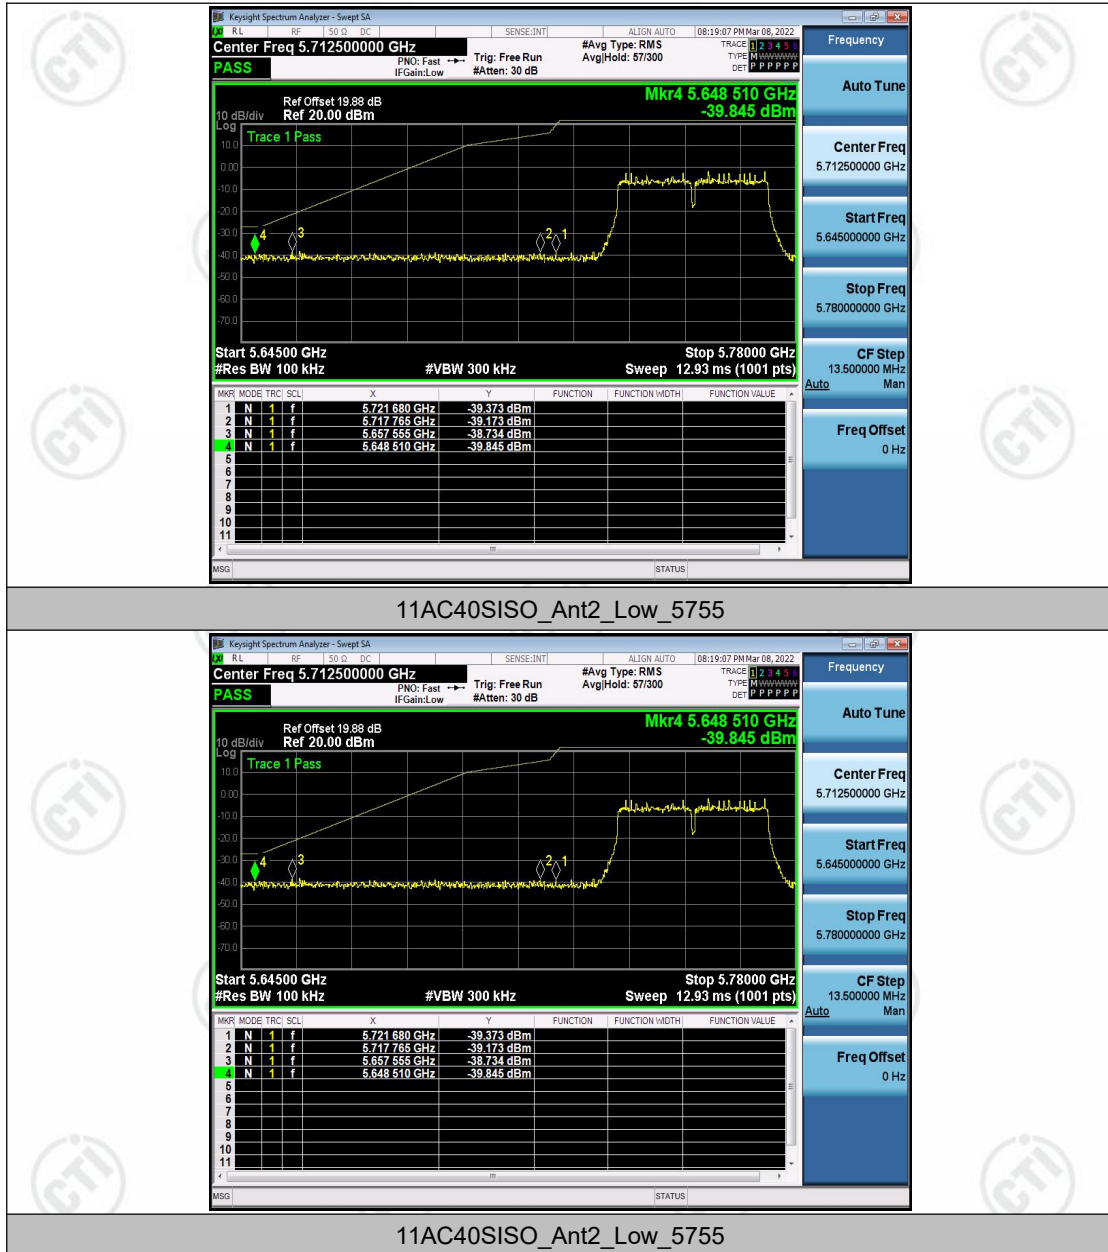 Keysight Spectrum Analyzer - Swept SA
RL RF 50 Ω DC SENSE:INT ALIGN AUTO 08:19:07 PM Mar 08, 2022
Center Freq 5.712500000 GHz
PASS
PNO: Fast
IFGain:Low
Trig: Free Run
#Atten: 30 dB
#Avg Type: RMS
Avg|Hold: 57/300
TRACE 1 2 3 4 5 6
TYPE M WWWWW
DET P P P P P P
Ref Offset 19.88 dB
10 dB/div Ref 20.00 dBm
Log
Mkr4 5.648 510 GHz
-39.845 dBm
Trace 1 Pass
10.0
0.00
-10.0
-20.0
-30.0
-40.0
-50.0
-60.0
-70.0
4 3 2 1
Start 5.64500 GHz Stop 5.78000 GHz
#Res BW 100 kHz #VBW 300 kHz Sweep 12.93 ms (1001 pts)
MKR MODE TRC SCL X Y FUNCTION FUNCTION WIDTH FUNCTION VALUE
1 N 1 f 5.721 680 GHz -39.373 dBm
2 N 1 f 5.717 765 GHz -39.173 dBm
3 N 1 f 5.657 555 GHz -38.734 dBm
4 N 1 f 5.648 510 GHz -39.845 dBm
5
6
7
8
9
10
11
MSG STATUS
Frequency
Auto Tune
Center Freq
5.712500000 GHz
Start Freq
5.645000000 GHz
Stop Freq
5.780000000 GHz
CF Step
13.500000 MHz
Auto Man
Freq Offset
0 Hz
11AC40SISO_Ant2_Low_5755
Keysight Spectrum Analyzer - Swept SA
RL RF 50 Ω DC SENSE:INT ALIGN AUTO 08:19:07 PM Mar 08, 2022
Center Freq 5.712500000 GHz
PASS
PNO: Fast
IFGain:Low
Trig: Free Run
#Atten: 30 dB
#Avg Type: RMS
Avg|Hold: 57/300
TRACE 1 2 3 4 5 6
TYPE M WWWWW
DET P P P P P P
Ref Offset 19.88 dB
10 dB/div Ref 20.00 dBm
Log
Mkr4 5.648 510 GHz
-39.845 dBm
Trace 1 Pass
10.0
0.00
-10.0
-20.0
-30.0
-40.0
-50.0
-60.0
-70.0
4 3 2 1
Start 5.64500 GHz Stop 5.78000 GHz
#Res BW 100 kHz #VBW 300 kHz Sweep 12.93 ms (1001 pts)
MKR MODE TRC SCL X Y FUNCTION FUNCTION WIDTH FUNCTION VALUE
1 N 1 f 5.721 680 GHz -39.373 dBm
2 N 1 f 5.717 765 GHz -39.173 dBm
3 N 1 f 5.657 555 GHz -38.734 dBm
4 N 1 f 5.648 510 GHz -39.845 dBm
5
6
7
8
9
10
11
MSG STATUS
Frequency
Auto Tune
Center Freq
5.712500000 GHz
Start Freq
5.645000000 GHz
Stop Freq
5.780000000 GHz
CF Step
13.500000 MHz
Auto Man
Freq Offset
0 Hz
11AC40SISO_Ant2_Low_5755
CTI
CTI
CTI
CTI
CTI
CTI
CTI
CTI